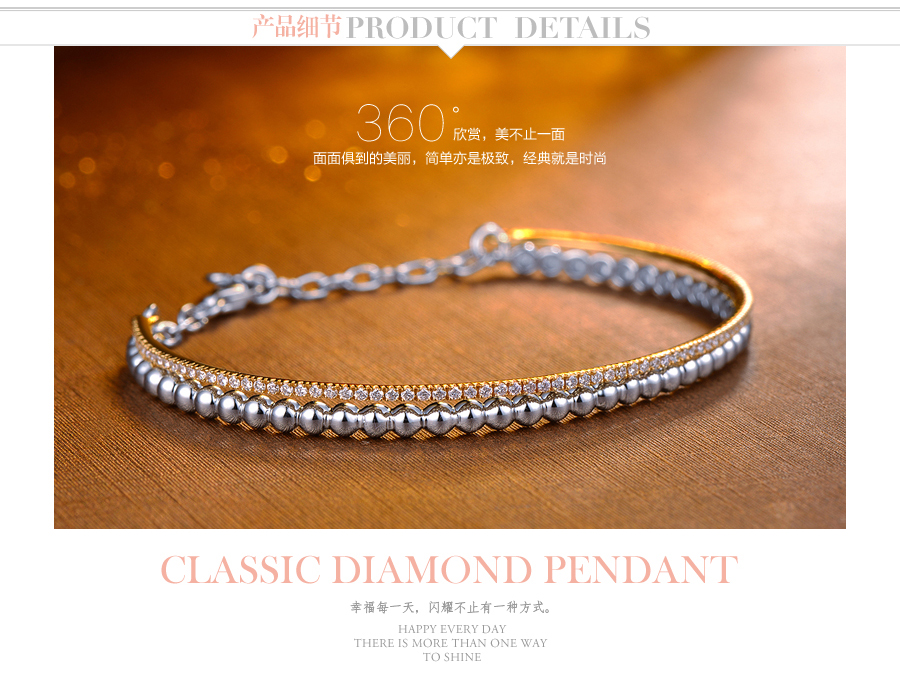 产品细节PRODUCT DETAILS
360°欣赏，美不止一面
面面俱到的美丽，简单亦是极致，经典就是时尚
CLASSIC DIAMOND PENDANT
幸福每一天，闪耀不止有一种方式。
HAPPY EVERY DAY
THERE IS MORE THAN ONE WAY
TO SHINE